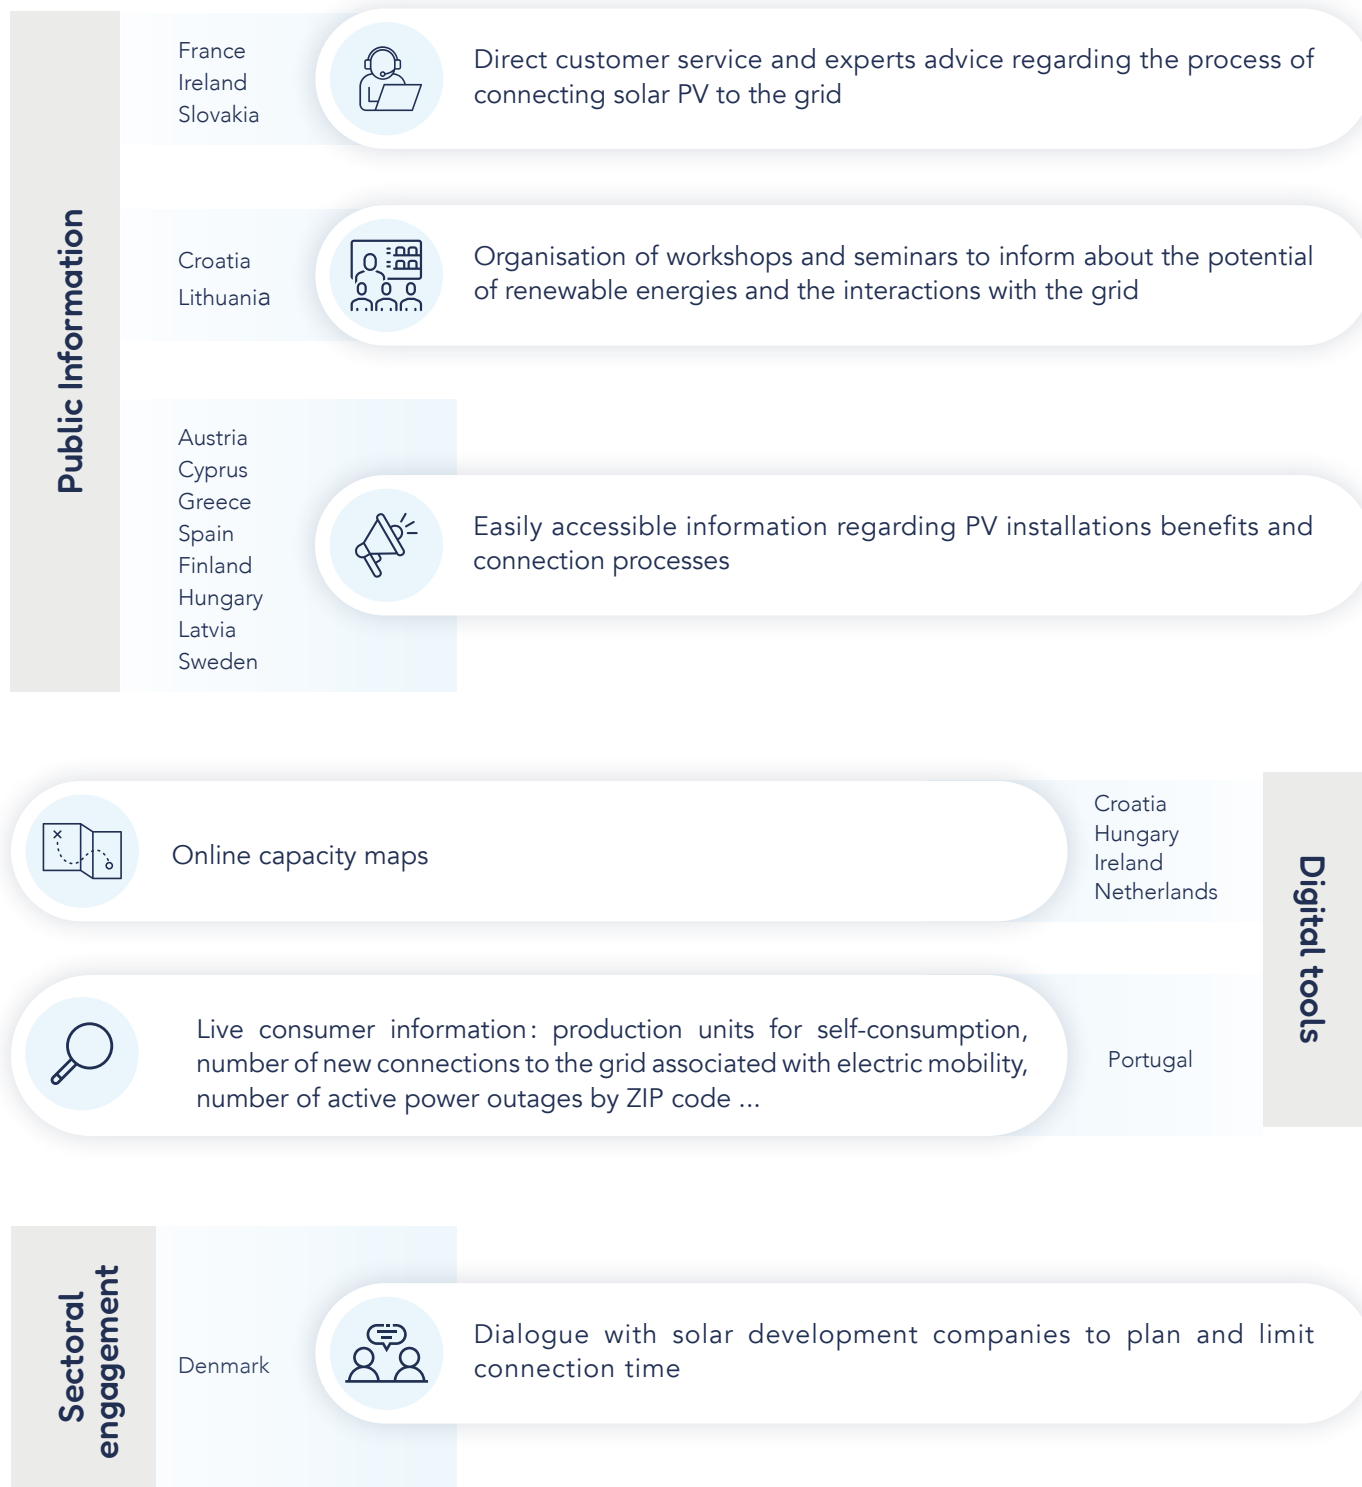 Public Information
France
Ireland
Slovakia
Direct customer service and experts advice regarding the process of
connecting solar PV to the grid
Croatia
Lithuania
Organisation of workshops and seminars to inform about the potential
of renewable energies and the interactions with the grid
Austria
Cyprus
Greece
Spain
Finland
Hungary
Latvia
Sweden
Easily accessible information regarding PV installations benefits and
connection processes
Digital tools
Online capacity maps
Croatia
Hungary
Ireland
Netherlands
Live consumer information: production units for self-consumption,
number of new connections to the grid associated with electric mobility,
number of active power outages by ZIP code ...
Portugal
Sectoral
engagement
Denmark
Dialogue with solar development companies to plan and limit
connection time